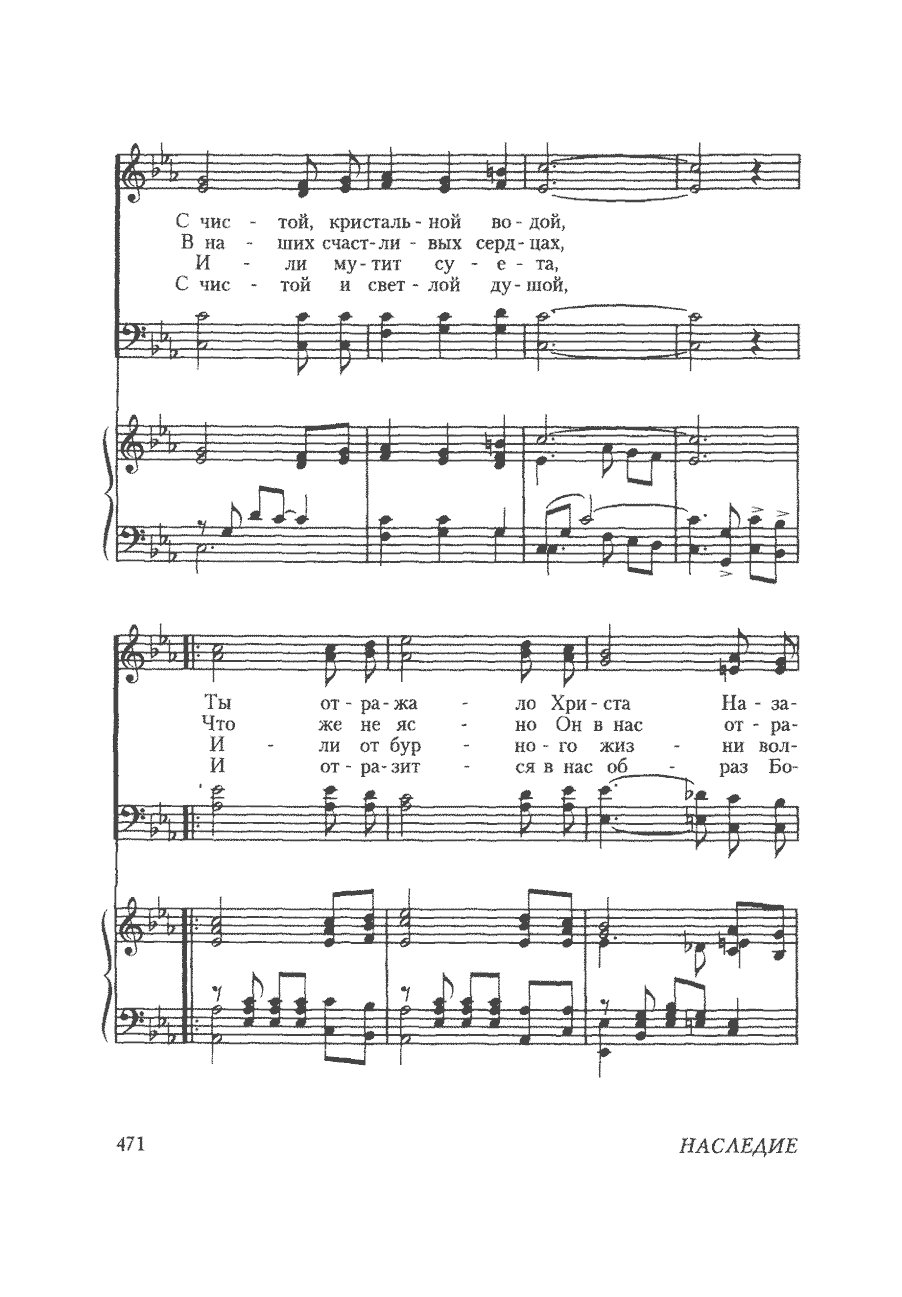 С чис - той, кристаль - ной во - дой,
В на - ших счаст - ли - вых серд - цах,
И - ли му - тит су - е - та,
С чис - той и свет - лой ду - шой,
Ты от - ра - жа - ло Хри - ста На - за-
Что же не яс - но Он в нас от - ра-
И - ли от бур - но - го жиз - ни вол-
И от - ра - зит - ся в нас об - раз Бо-
471 НАСЛЕДИЕ